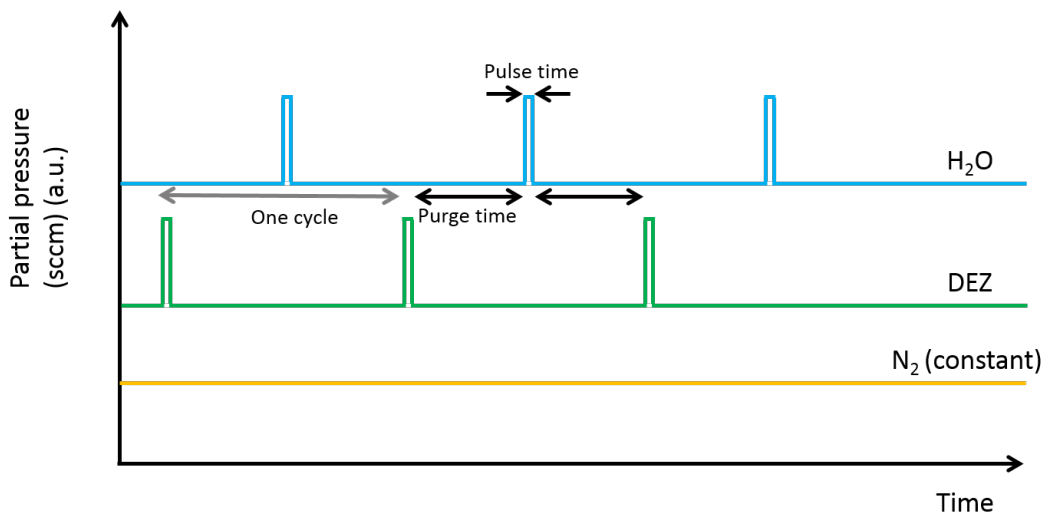 Pulse time
H₂O
Partial pressure
(sccm) (a.u.)
One cycle
Purge time
DEZ
N₂ (constant)
Time